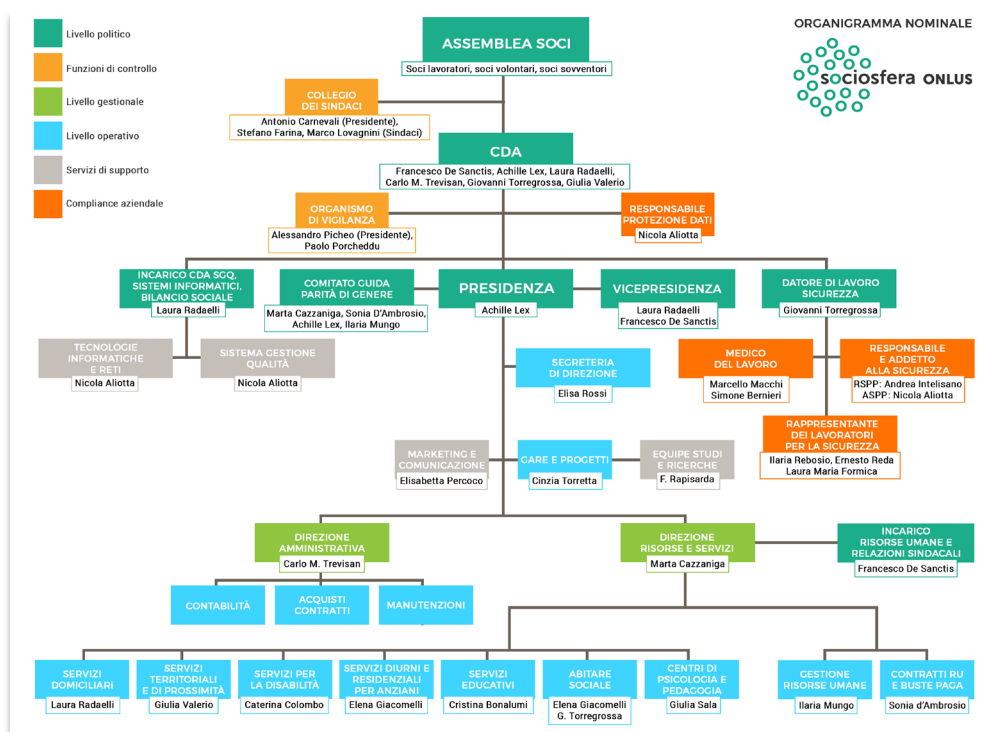 Livello politico
Funzioni di controllo
Livello gestionale
Livello operativo
Servizi di supporto
Compliance aziendale
ORGANIGRAMMA NOMINALE
sociosfera ONLUS
ASSEMBLEA SOCI
Soci lavoratori, soci volontari, soci sovventori
COLLEGIO
DEI SINDACI
Antonio Carnevali (Presidente),
Stefano Farina, Marco Lovagnini (Sindaci)
CDA
Francesco De Sanctis, Achille Lex, Laura Radaelli,
Carlo M. Trevisan, Giovanni Torregrossa, Giulia Valerio
ORGANISMO
DI VIGILANZA
Alessandro Picheo (Presidente),
Paolo Porcheddu
RESPONSABILE
PROTEZIONE DATI
Nicola Aliotta
INCARICO CDA SGQ,
SISTEMI INFORMATICI,
BILANCIO SOCIALE
Laura Radaelli
COMITATO GUIDA
PARITÀ DI GENERE
Marta Cazzaniga, Sonia D'Ambrosio,
Achille Lex, Ilaria Mungo
PRESIDENZA
Achille Lex
VICEPRESIDENZA
Laura Radaelli
Francesco De Sanctis
DATORE DI LAVORO
SICUREZZA
Giovanni Torregrossa
TECNOLOGIE
INFORMATICHE
E RETI
Nicola Aliotta
SISTEMA GESTIONE
QUALITÀ
Nicola Aliotta
SEGRETERIA
DI DIREZIONE
Elisa Rossi
MEDICO
DEL LAVORO
Marcello Macchi
Simone Bernieri
RESPONSABILE
E ADDETTO
ALLA SICUREZZA
RSPP: Andrea Intelisano
ASPP: Nicola Aliotta
RAPPRESENTANTE
DEI LAVORATORI
PER LA SICUREZZA
Ilaria Rebosio, Ernesto Reda
Laura Maria Formica
MARKETING E
COMUNICAZIONE
Elisabetta Percoco
GARE E PROGETTI
Cinzia Torretta
EQUIPE STUDI
E RICERCHE
F. Rapisarda
DIREZIONE
AMMINISTRATIVA
Carlo M. Trevisan
DIREZIONE
RISORSE E SERVIZI
Marta Cazzaniga
INCARICO
RISORSE UMANE E
RELAZIONI SINDACALI
Francesco De Sanctis
CONTABILITÀ
ACQUISTI
CONTRATTI
MANUTENZIONI
SERVIZI
DOMICILIARI
Laura Radaelli
SERVIZI
TERRITORIALI
E DI PROSSIMITÀ
Giulia Valerio
SERVIZI PER
LA DISABILITÀ
Caterina Colombo
SERVIZI DIURNI E
RESIDENZIALI
PER ANZIANI
Elena Giacomelli
SERVIZI
EDUCATIVI
Cristina Bonalumi
ABITARE
SOCIALE
Elena Giacomelli
G. Torregrossa
CENTRI DI
PSICOLOGIA E
PEDAGOGIA
Giulia Sala
GESTIONE
RISORSE UMANE
Ilaria Mungo
CONTRATTI RU
E BUSTE PAGA
Sonia d'Ambrosio